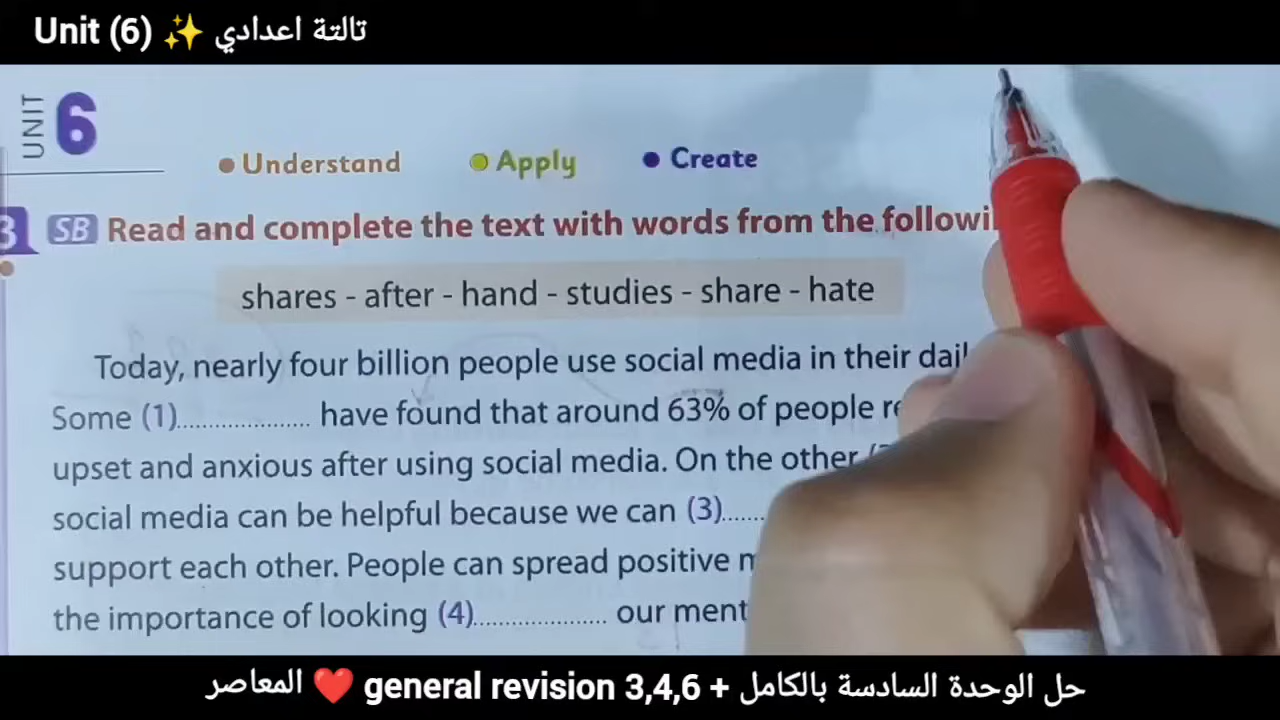 Unit (6) ✨ تالتة اعدادي
UNIT 6
Understand Apply Create
3 SB Read and complete the text with words from the
shares - after - hand - studies - share - hate
Today, nearly four billion people use social media in their
Some (1)..................... have found that around 63% of people
upset and anxious after using social media. On the other
social media can be helpful because we can (3).......
support each other. People can spread positive
the importance of looking (4)..................... our
حل الوحدة السادسة بالكامل + general revision 3,4,6 ❤️ المعاصر